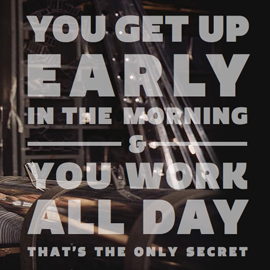 YOU GET UP
EARLY
IN THE MORNING
&
YOU WORK
ALL DAY
THAT'S THE ONLY SECRET